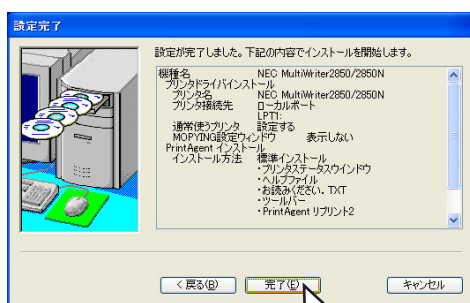 設定完了
設定が完了しました。下記の内容でインストールを開始します。
機種名 NEC MultiWriter2850/2850N
プリンタドライバインストール
プリンタ名 NEC MultiWriter2850/2850N
プリンタ接続先 ローカルポート
LPT1:
通常使うプリンタ 設定する
MOPYING設定ウィンドウ 表示しない
PrintAgent インストール
インストール方法 標準インストール
・プリンタステータスウィンドウ
・ヘルプファイル
・お読みください.TXT
・ツールバー
・PrintAgent リプリント2
< 戻る(B)
完了(E)
キャンセル